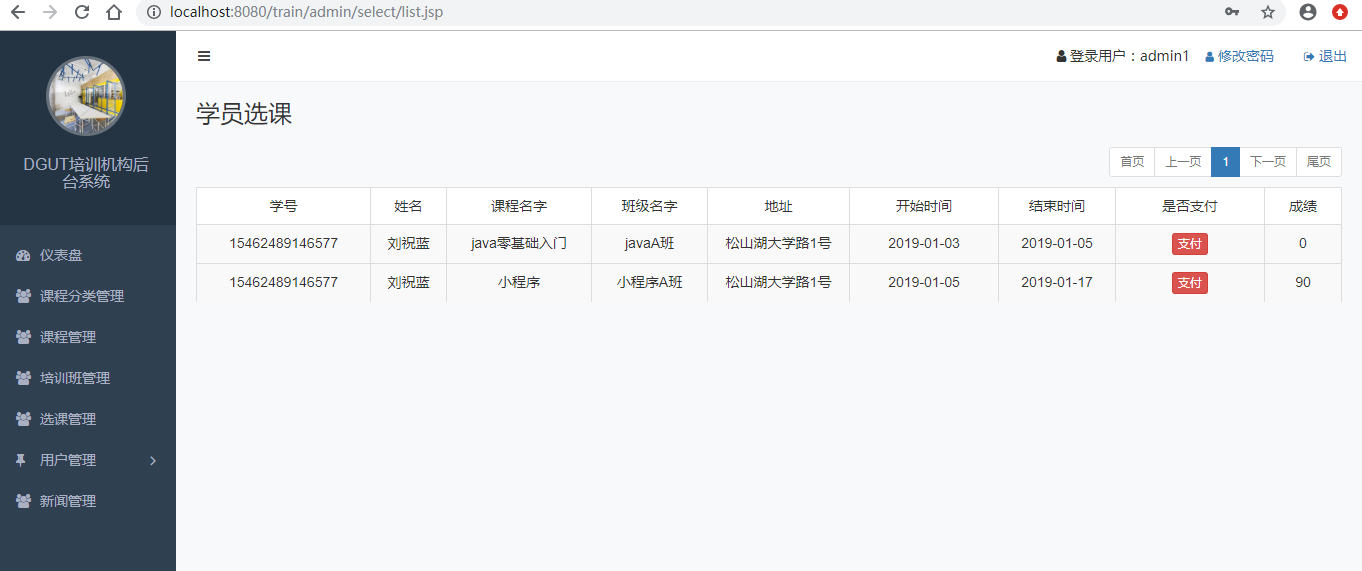 localhost:8080/train/admin/select/list.jsp
登录用户：admin1 修改密码 退出
DGUT培训机构后
台系统
仪表盘
课程分类管理
课程管理
培训班管理
选课管理
用户管理
新闻管理
学员选课
首页 上一页 1 下一页 尾页
学号 姓名 课程名字 班级名字 地址 开始时间 结束时间 是否支付 成绩
15462489146577 刘祝蓝 java零基础入门 javaA班 松山湖大学路1号 2019-01-03 2019-01-05 支付 0
15462489146577 刘祝蓝 小程序 小程序A班 松山湖大学路1号 2019-01-05 2019-01-17 支付 90